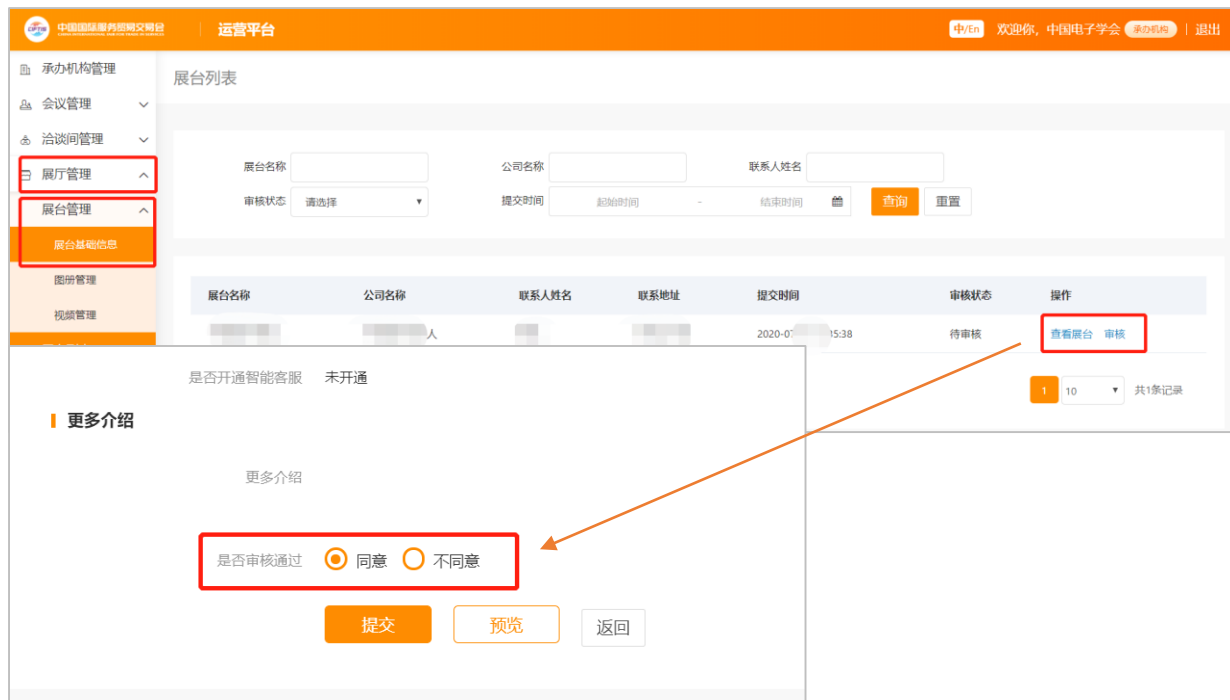 中国国际服务贸易交易会 运营平台 中/En 欢迎你，中国电子学会 承办机构 | 退出
承办机构管理
展台列表
会议管理
洽谈间管理
展厅管理
展台管理
展台基础信息
图册管理
视频管理
展台名称 公司名称 联系人姓名
审核状态 请选择 提交时间 起始时间 - 结束时间 查询 重置
展台名称 公司名称 联系人姓名 联系地址 提交时间 审核状态 操作
人 2020-07 35:38 待审核 查看展台 审核
1 10 共1条记录
是否开通智能客服 未开通
更多介绍
更多介绍
是否审核通过 同意 不同意
提交 预览 返回